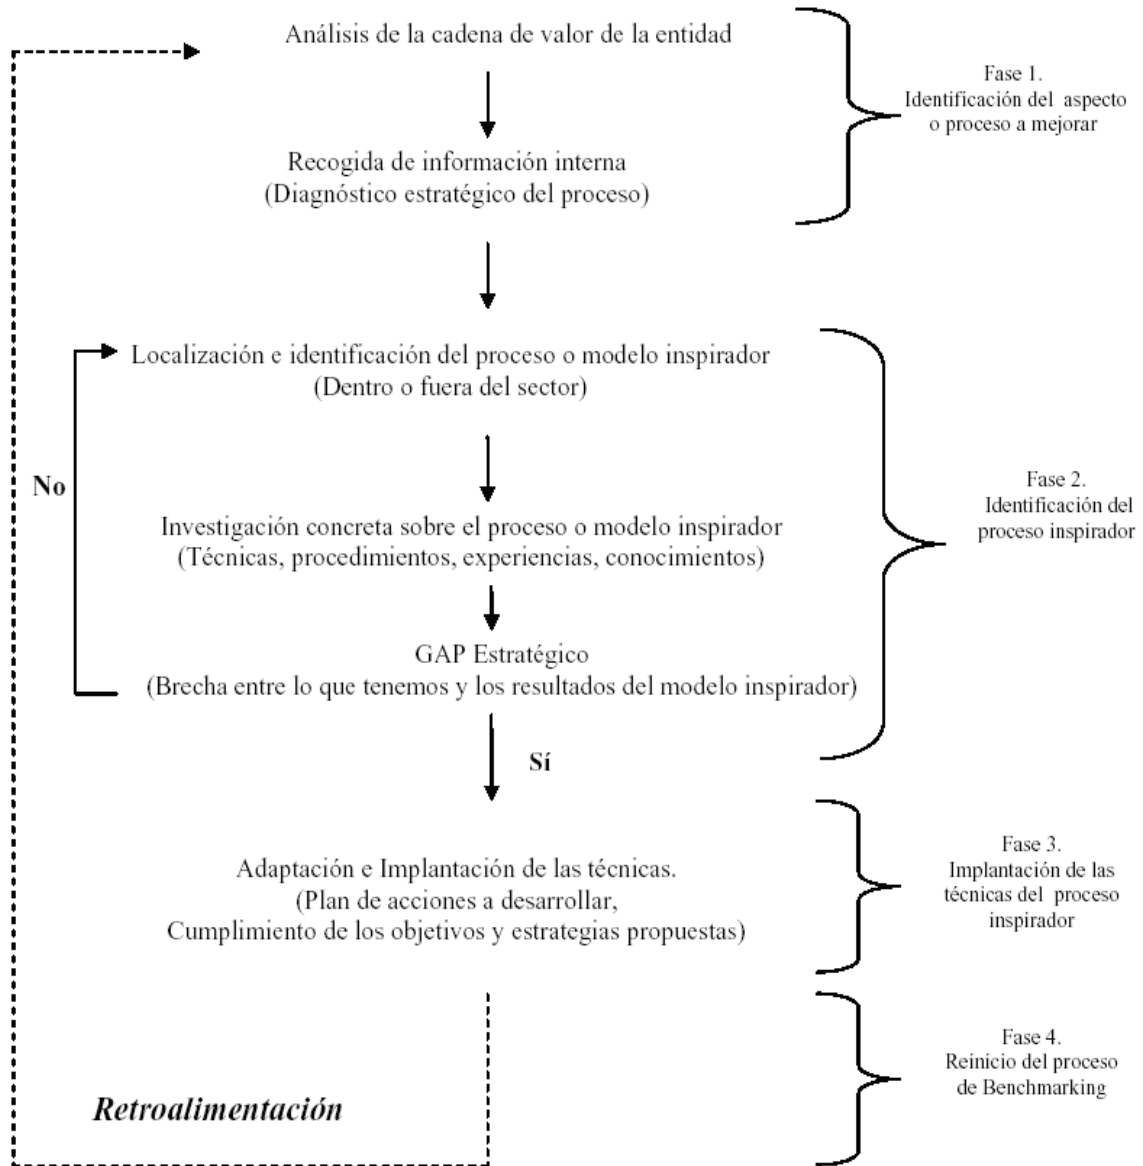 Análisis de la cadena de valor de la entidad
Fase 1.
Identificación del aspecto
o proceso a mejorar
Recogida de información interna
(Diagnóstico estratégico del proceso)
Localización e identificación del proceso o modelo inspirador
(Dentro o fuera del sector)
No
Fase 2.
Identificación del
proceso inspirador
Investigación concreta sobre el proceso o modelo inspirador
(Técnicas, procedimientos, experiencias, conocimientos)
GAP Estratégico
(Brecha entre lo que tenemos y los resultados del modelo inspirador)
Sí
Adaptación e Implantación de las técnicas.
(Plan de acciones a desarrollar,
Cumplimiento de los objetivos y estrategias propuestas)
Fase 3.
Implantación de las
técnicas del proceso
inspirador
Fase 4.
Reinicio del proceso
de Benchmarking
Retroalimentación